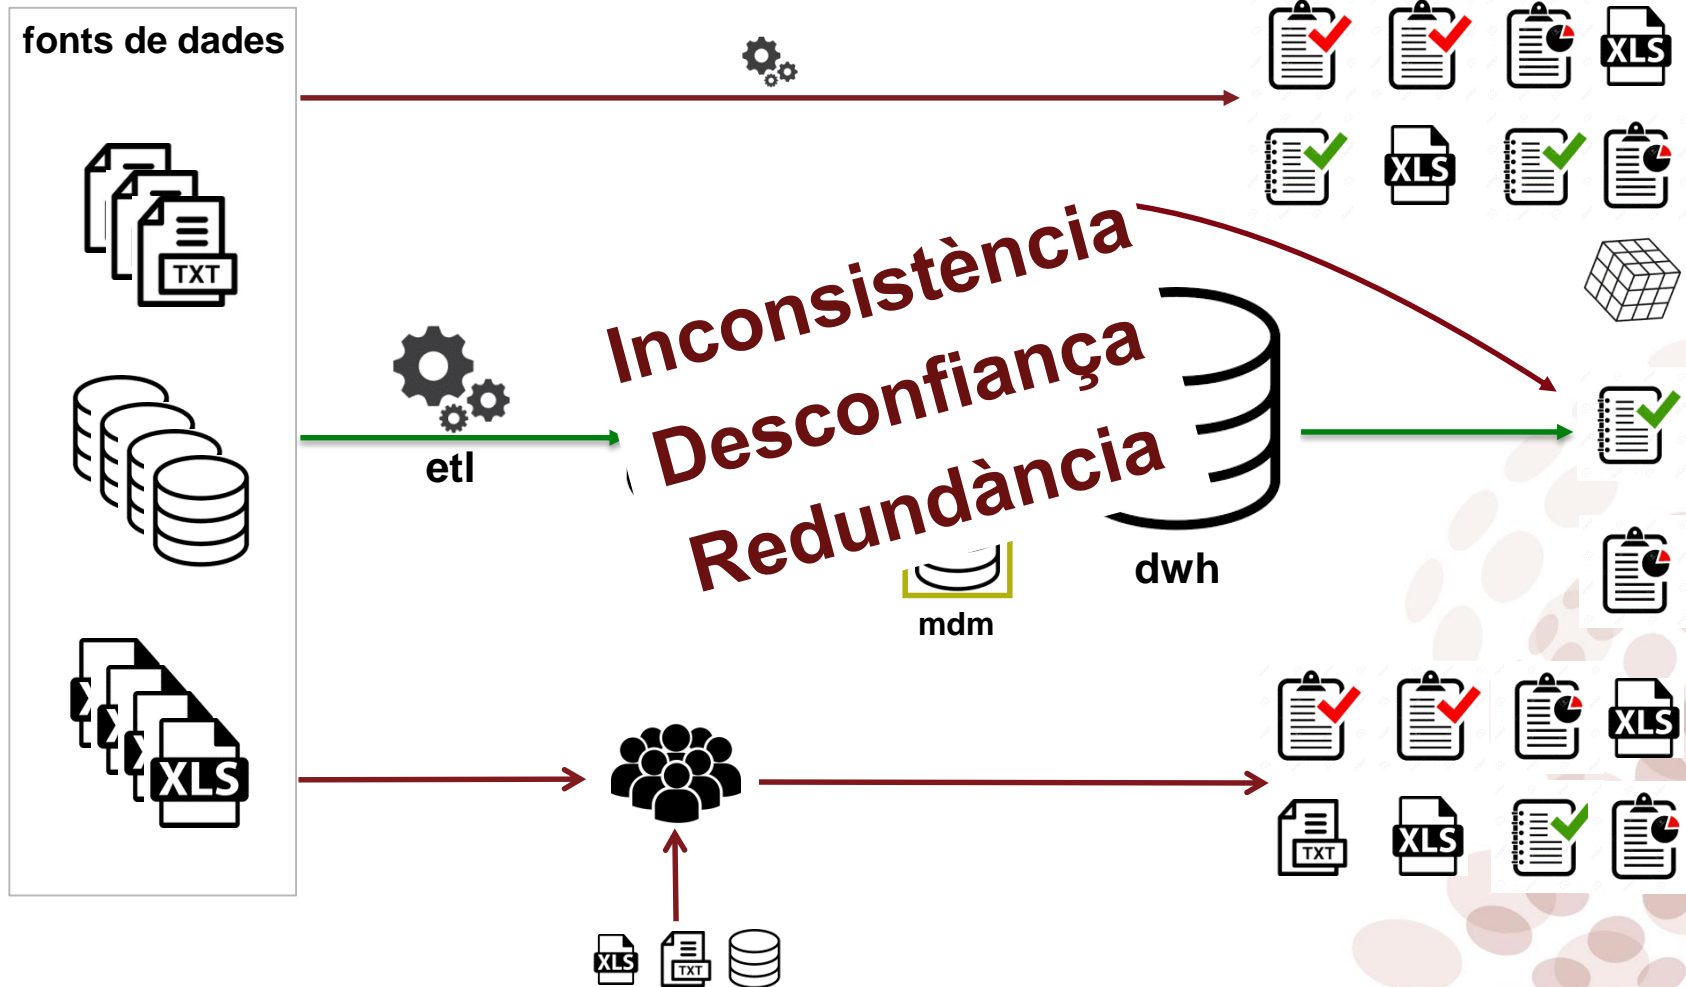 fonts de dades
XLS
XLS
TXT
Inconsistència
Desconfiança
Redundància
etl
dwh
mdm
XLS
XLS
TXT
XLS
XLS
TXT